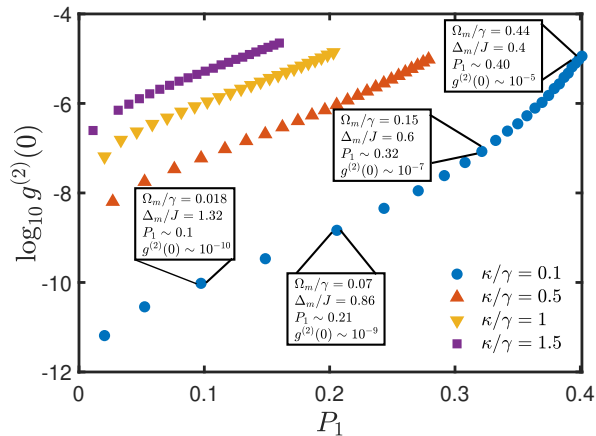 -4
-6
-8
-10
-12
log₁₀ g⁽²⁾(0)
Ωₘ/γ = 0.44
Δₘ/J = 0.4
P₁ ∼ 0.40
g⁽²⁾(0) ∼ 10⁻⁵
Ωₘ/γ = 0.15
Δₘ/J = 0.6
P₁ ∼ 0.32
g⁽²⁾(0) ∼ 10⁻⁷
Ωₘ/γ = 0.018
Δₘ/J = 1.32
P₁ ∼ 0.1
g⁽²⁾(0) ∼ 10⁻¹⁰
Ωₘ/γ = 0.07
Δₘ/J = 0.86
P₁ ∼ 0.21
g⁽²⁾(0) ∼ 10⁻⁹
κ/γ = 0.1
κ/γ = 0.5
κ/γ = 1
κ/γ = 1.5
0 0.1 0.2 0.3 0.4
P₁